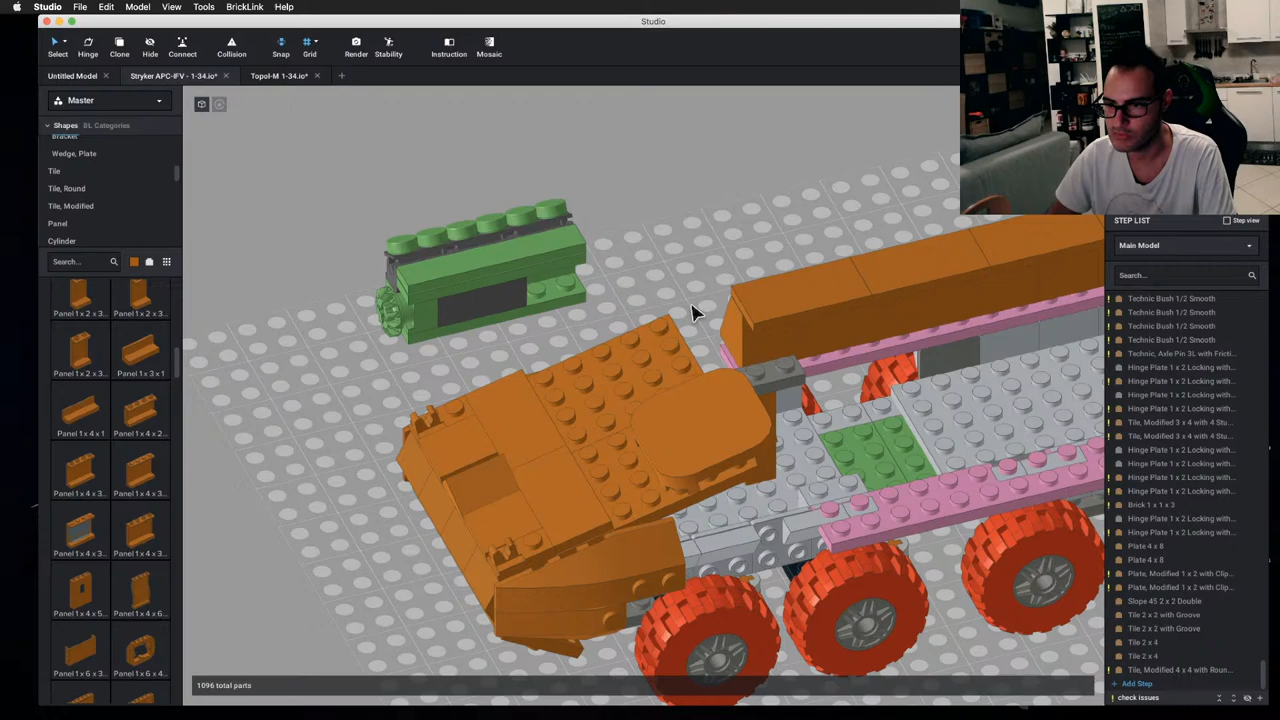 Studio File Edit Model View Tools BrickLink Help
Studio
Select Hinge Clone Hide Connect Collision Snap Grid Render Stability Instruction Mosaic
Untitled Model Stryker APC-IFV - 1-34.io* Topol-M 1-34.io*
Master
Shapes BL Categories
Bracket
Wedge, Plate
Tile
Tile, Round
Tile, Modified
Panel
Cylinder
Search...
Panel 1 x 2 x 3... Panel 1 x 2 x 3...
Panel 1 x 2 x 3... Panel 1 x 3 x 1
Panel 1 x 4 x 1 Panel 1 x 4 x 2...
Panel 1 x 4 x 3... Panel 1 x 4 x 3...
Panel 1 x 4 x 3... Panel 1 x 4 x 3...
Panel 1 x 4 x 5... Panel 1 x 4 x 6...
Panel 1 x 6 x 3... Panel 1 x 6 x 6...
1096 total parts
STEP LIST Step view
Main Model
Search...
Technic Bush 1/2 Smooth
Technic Bush 1/2 Smooth
Technic Bush 1/2 Smooth
Technic Bush 1/2 Smooth
Technic, Axle Pin 3L with Fricti...
Hinge Plate 1 x 2 Locking with...
Hinge Plate 1 x 2 Locking with...
Hinge Plate 1 x 2 Locking with...
Hinge Plate 1 x 2 Locking with...
Tile, Modified 3 x 4 with 4 Stu...
Tile, Modified 3 x 4 with 4 Stu...
Hinge Plate 1 x 2 Locking with...
Hinge Plate 1 x 2 Locking with...
Hinge Plate 1 x 2 Locking with...
Hinge Plate 1 x 2 Locking with...
Brick 1 x 1 x 3
Hinge Plate 1 x 2 Locking with...
Hinge Plate 1 x 2 Locking with...
Plate 4 x 8
Plate 4 x 8
Plate, Modified 1 x 2 with Clip...
Plate, Modified 1 x 2 with Clip...
Slope 45 2 x 2 Double
Tile 2 x 2 with Groove
Tile 2 x 2 with Groove
Tile 2 x 4
Tile 2 x 4
Tile, Modified 4 x 4 with Roun...
+ Add Step
check issues